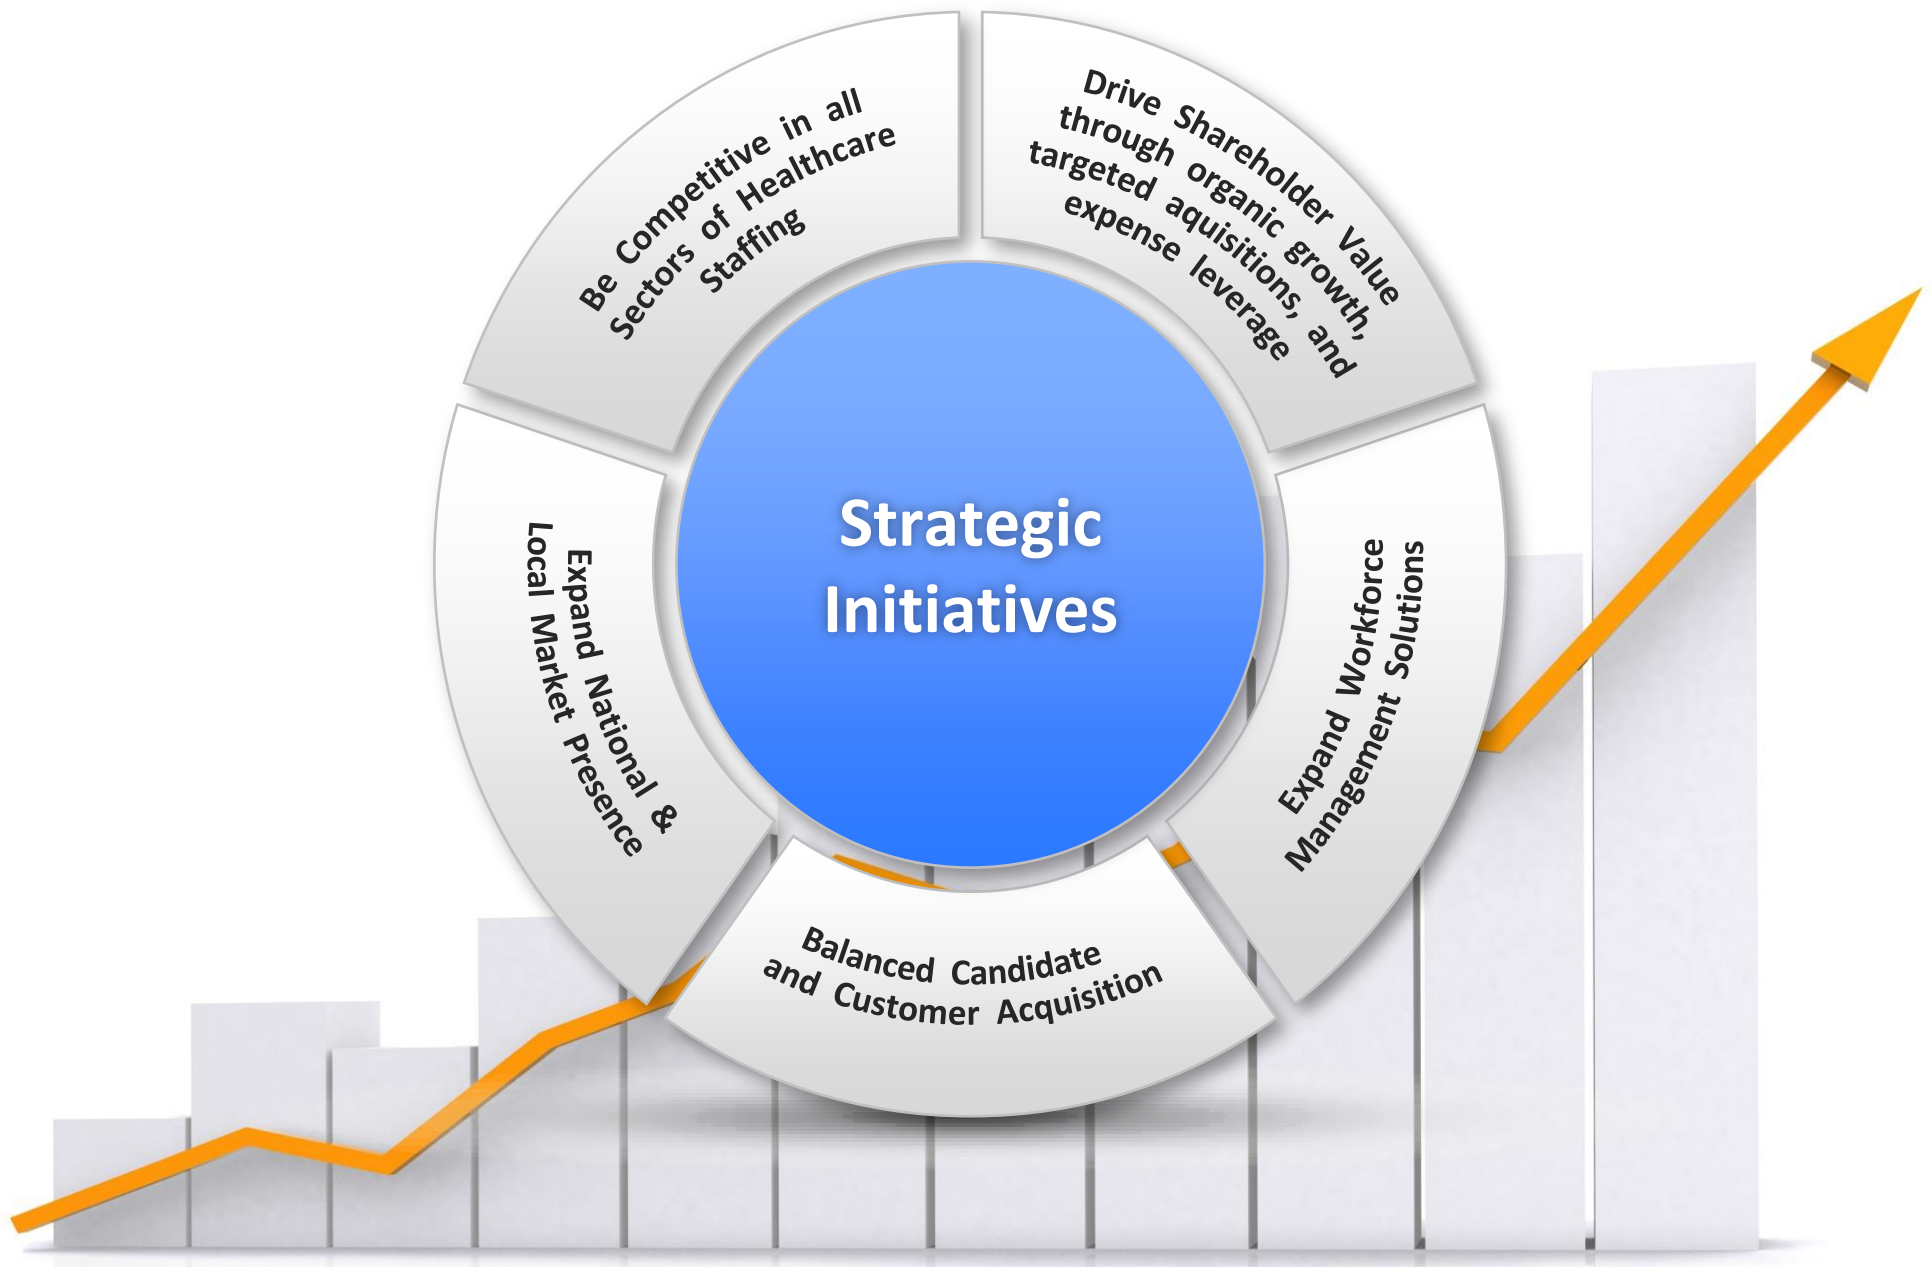 Strategic
Initiatives
Drive Shareholder Value
through organic growth,
targeted aquisitions, and
expense leverage
Expand Workforce
Management Solutions
Balanced Candidate
and Customer Acquisition
Expand National &
Local Market Presence
Be Competitive in all
Sectors of Healthcare
Staffing